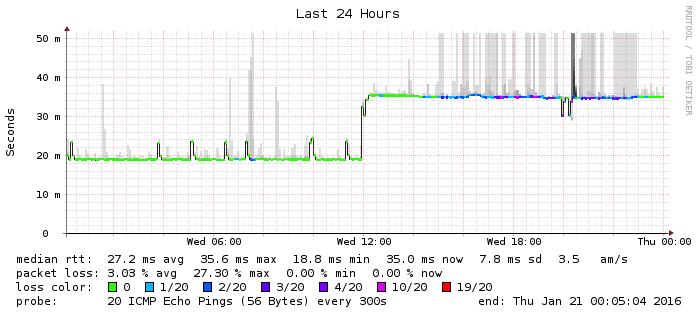 Last 24 Hours
RRDTOOL / TOBI OETIKER
Seconds
50 m
40 m
30 m
20 m
10 m
0
Wed 06:00 Wed 12:00 Wed 18:00 Thu 00:00
median rtt: 27.2 ms avg 35.6 ms max 18.8 ms min 35.0 ms now 7.8 ms sd 3.5 am/s
packet loss: 3.03 % avg 27.30 % max 0.00 % min 0.00 % now
loss color: 0 1/20 2/20 3/20 4/20 10/20 19/20
probe: 20 ICMP Echo Pings (56 Bytes) every 300s end: Thu Jan 21 00:05:04 2016